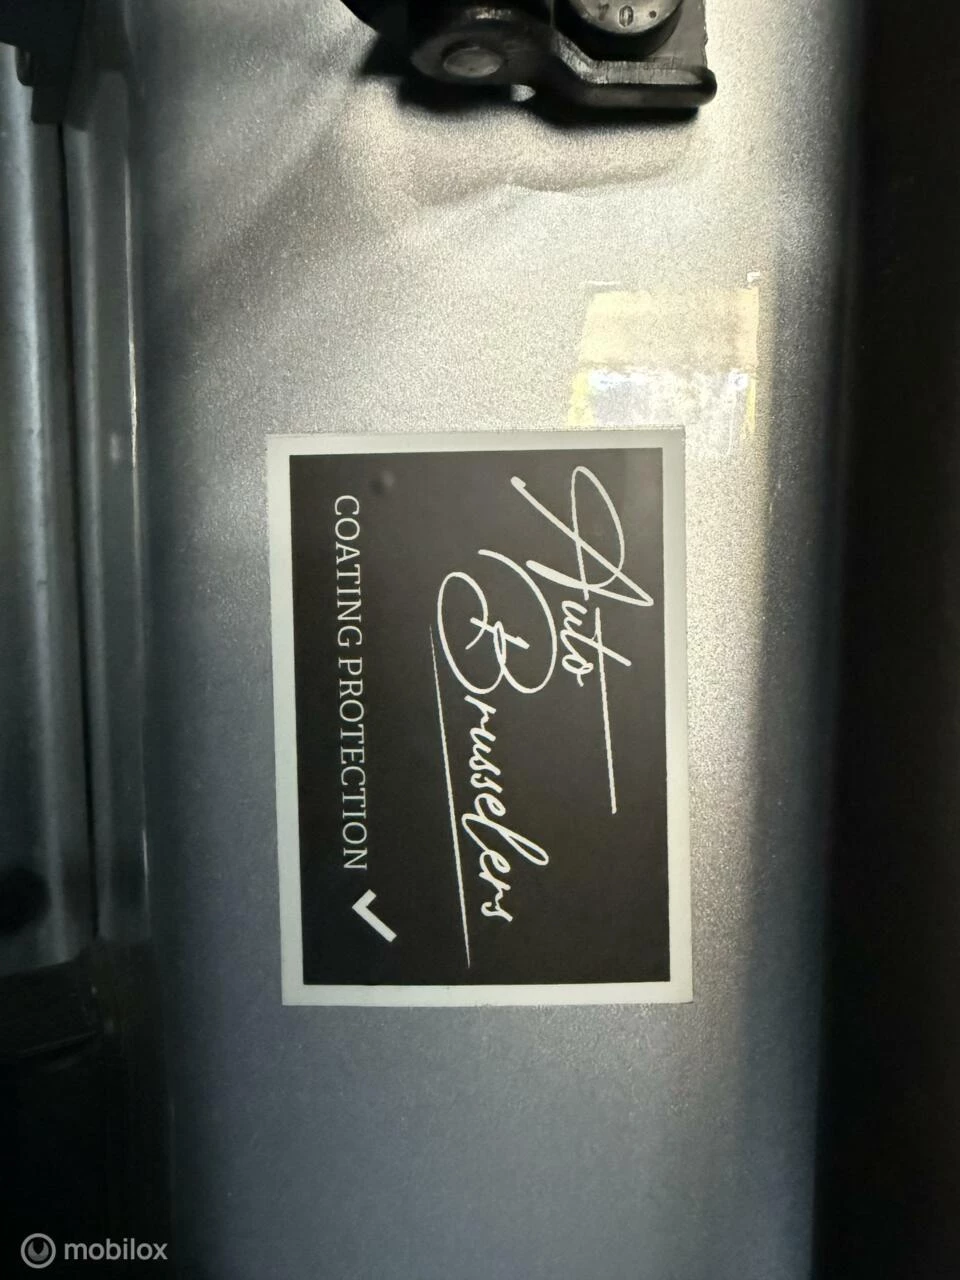 Auto
Brusselers
COATING PROTECTION
mobilox